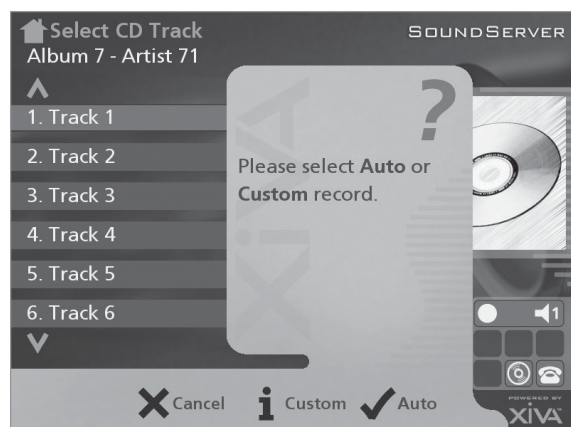 Select CD Track
SOUNDSERVER
Album 7 - Artist 71
1. Track 1
2. Track 2
3. Track 3
4. Track 4
5. Track 5
6. Track 6
XiVA
?
Please select Auto or
Custom record.
1
Cancel
i Custom
Auto
POWERED BY
XiVA